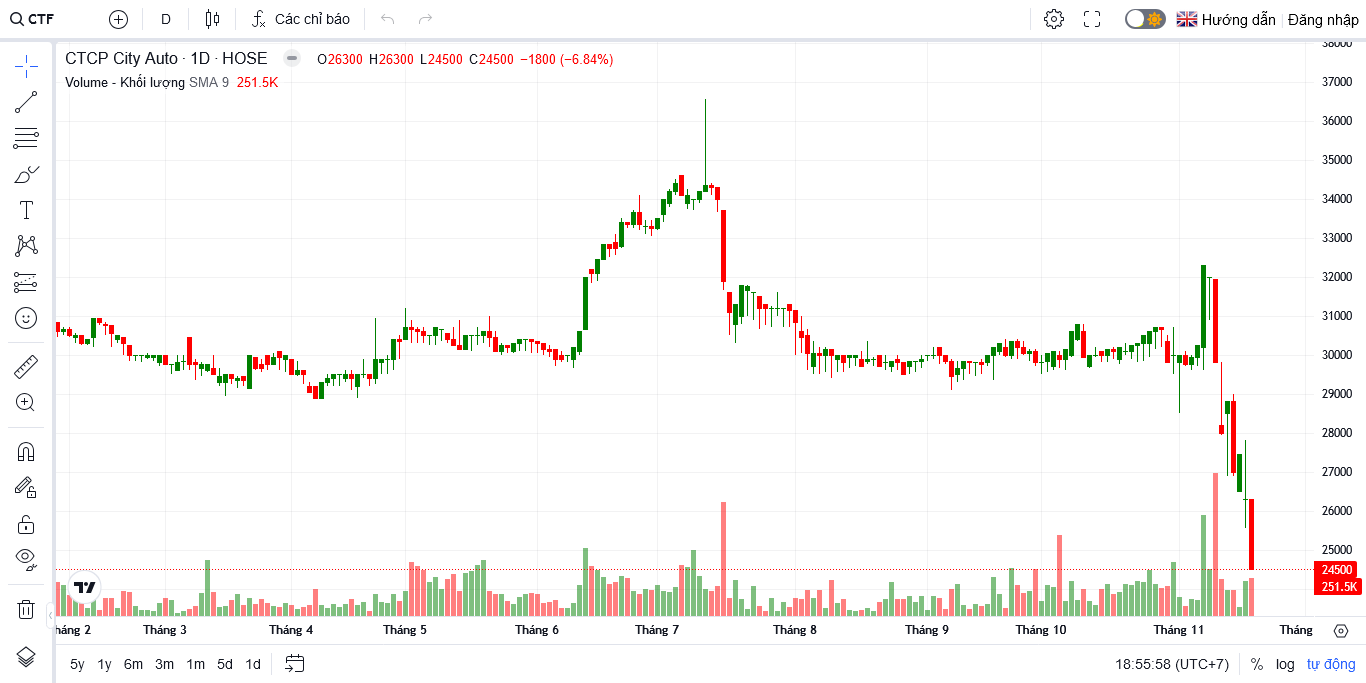 CTF D Các chỉ báo Hướng dẫn Đăng nhập
CTCP City Auto · 1D · HOSE O26300 H26300 L24500 C24500 −1800 (−6.84%)
Volume - Khối lượng SMA 9 251.5K
38000
37000
36000
35000
34000
33000
32000
31000
30000
29000
28000
27000
26000
25000
24500
251.5K
háng 2 Tháng 3 Tháng 4 Tháng 5 Tháng 6 Tháng 7 Tháng 8 Tháng 9 Tháng 10 Tháng 11 Tháng
5y 1y 6m 3m 1m 5d 1d 18:55:58 (UTC+7) % log tự động